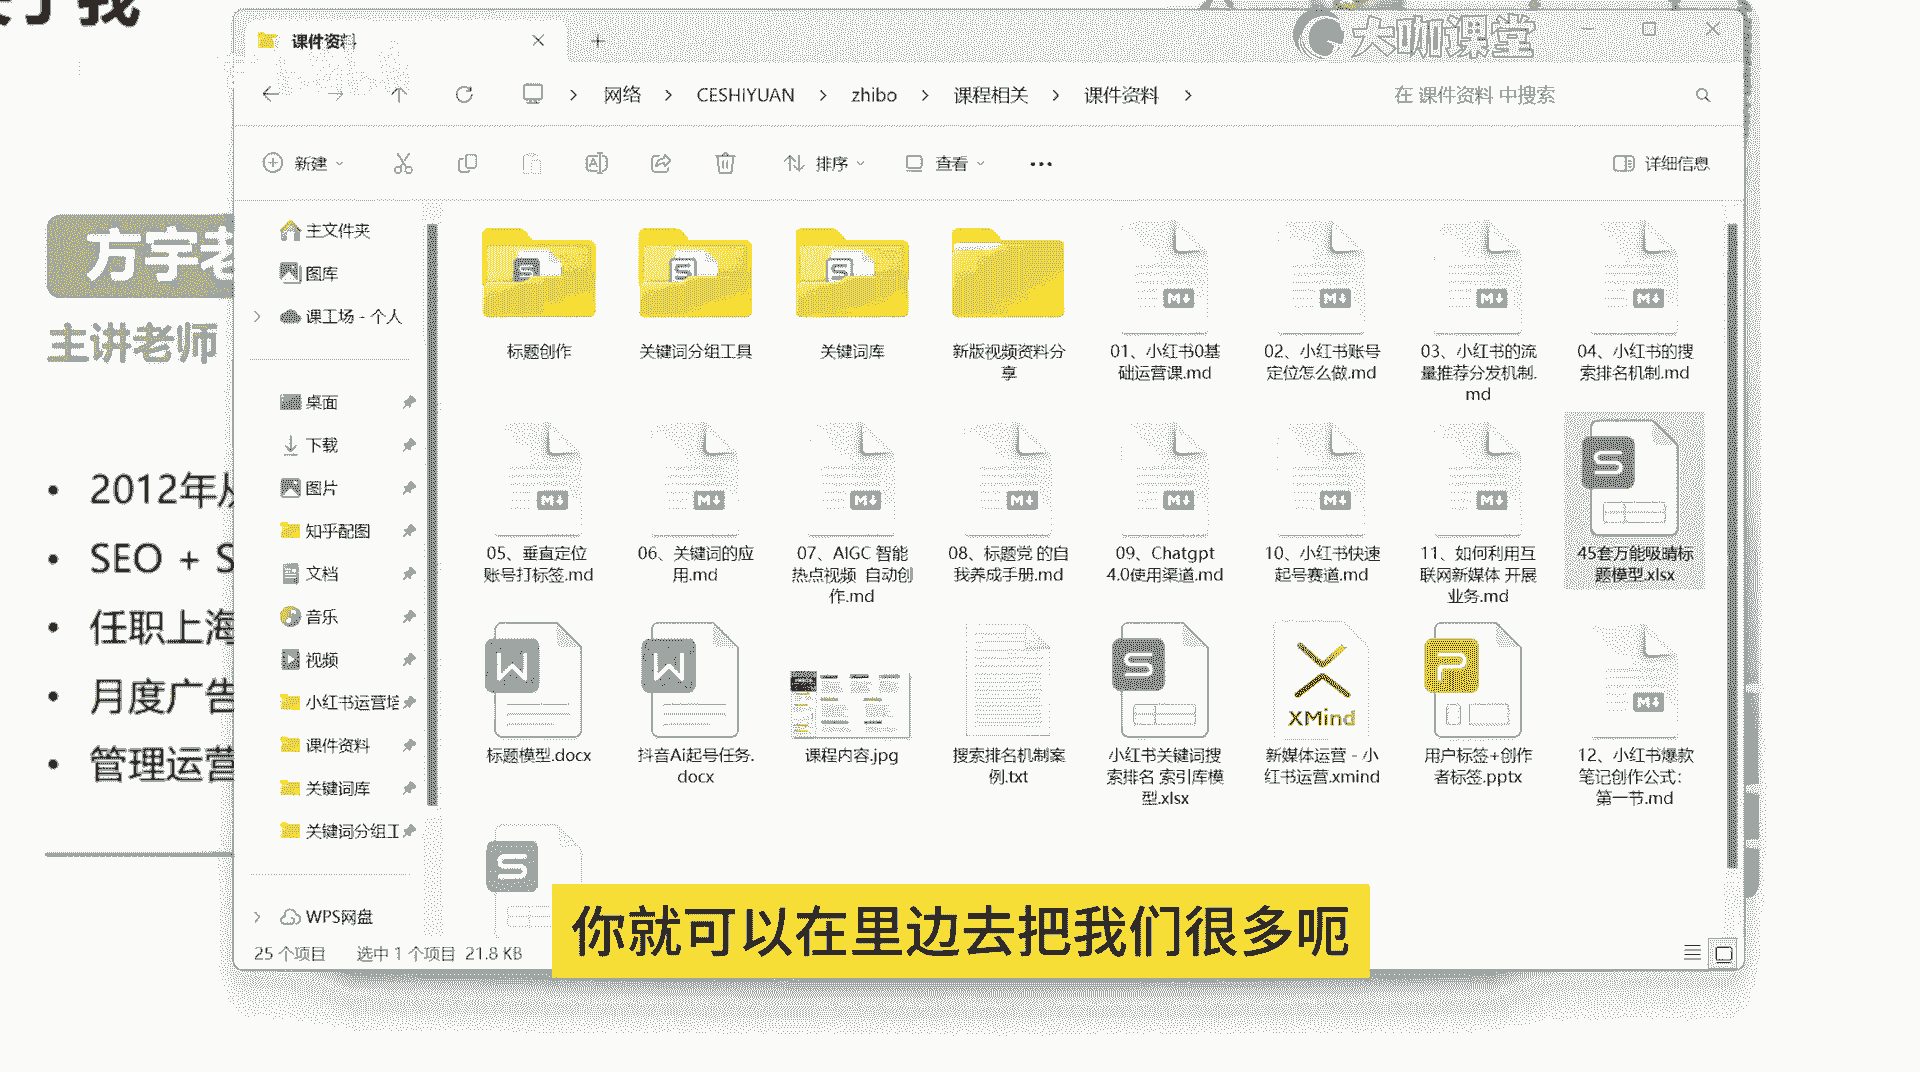 课件资料
大咖课堂
网络 > CESHIYUAN > zhibo > 课程相关 > 课件资料 >
在 课件资料 中搜索
新建
排序
查看
详细信息
主文件夹
图库
课工场 - 个人
桌面
下载
图片
知乎配图
文档
音乐
视频
小红书运营培
课件资料
关键词库
关键词分组工
WPS网盘
标题创作
关键词分组工具
关键词库
新版视频资料分
享
01、小红书0基
础运营课.md
02、小红书账号
定位怎么做.md
03、小红书的流
量推荐分发机制.
md
04、小红书的搜
索排名机制.md
05、垂直定位
账号打标签.md
06、关键词的应
用.md
07、AIGC 智能
热点视频 自动创
作.md
08、标题党 的自
我养成手册.md
09、Chatgpt
4.0使用渠道.md
10、小红书快速
起号赛道.md
11、如何利用互
联网新媒体 开展
业务.md
45套万能吸睛标
题模型.xlsx
标题模型.docx
抖音Ai起号任务.
docx
课程内容.jpg
搜索排名机制案
例.txt
小红书关键词搜
索排名 索引库模
型.xlsx
XMind
新媒体运营 - 小
红书运营.xmind
用户标签+创作
者标签.pptx
12、小红书爆款
笔记创作公式：
第一节.md
25 个项目 选中 1 个项目 21.8 KB
方宇老
主讲老师
• 2012年从
• SEO + S
• 任职上海
• 月度广告
• 管理运营
你就可以在里边去把我们很多呃